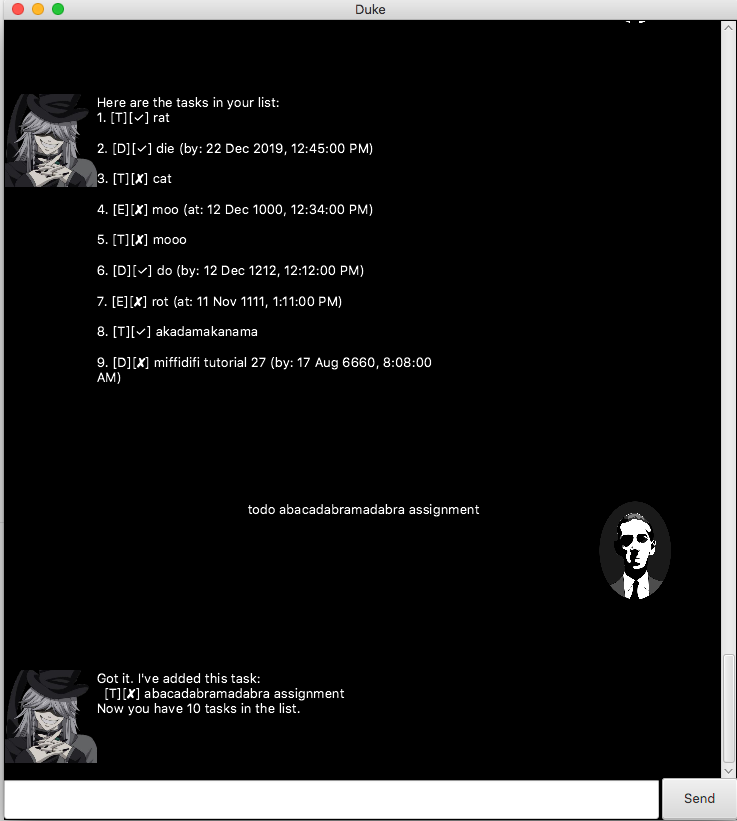 Duke
Here are the tasks in your list:
1. [T][✓] rat
2. [D][✓] die (by: 22 Dec 2019, 12:45:00 PM)
3. [T][✘] cat
4. [E][✘] moo (at: 12 Dec 1000, 12:34:00 PM)
5. [T][✘] mooo
6. [D][✓] do (by: 12 Dec 1212, 12:12:00 PM)
7. [E][✘] rot (at: 11 Nov 1111, 1:11:00 PM)
8. [T][✓] akadamakanama
9. [D][✘] miffidifi tutorial 27 (by: 17 Aug 6660, 8:08:00
AM)
todo abacadabramadabra assignment
Got it. I've added this task:
[T][✘] abacadabramadabra assignment
Now you have 10 tasks in the list.
Send